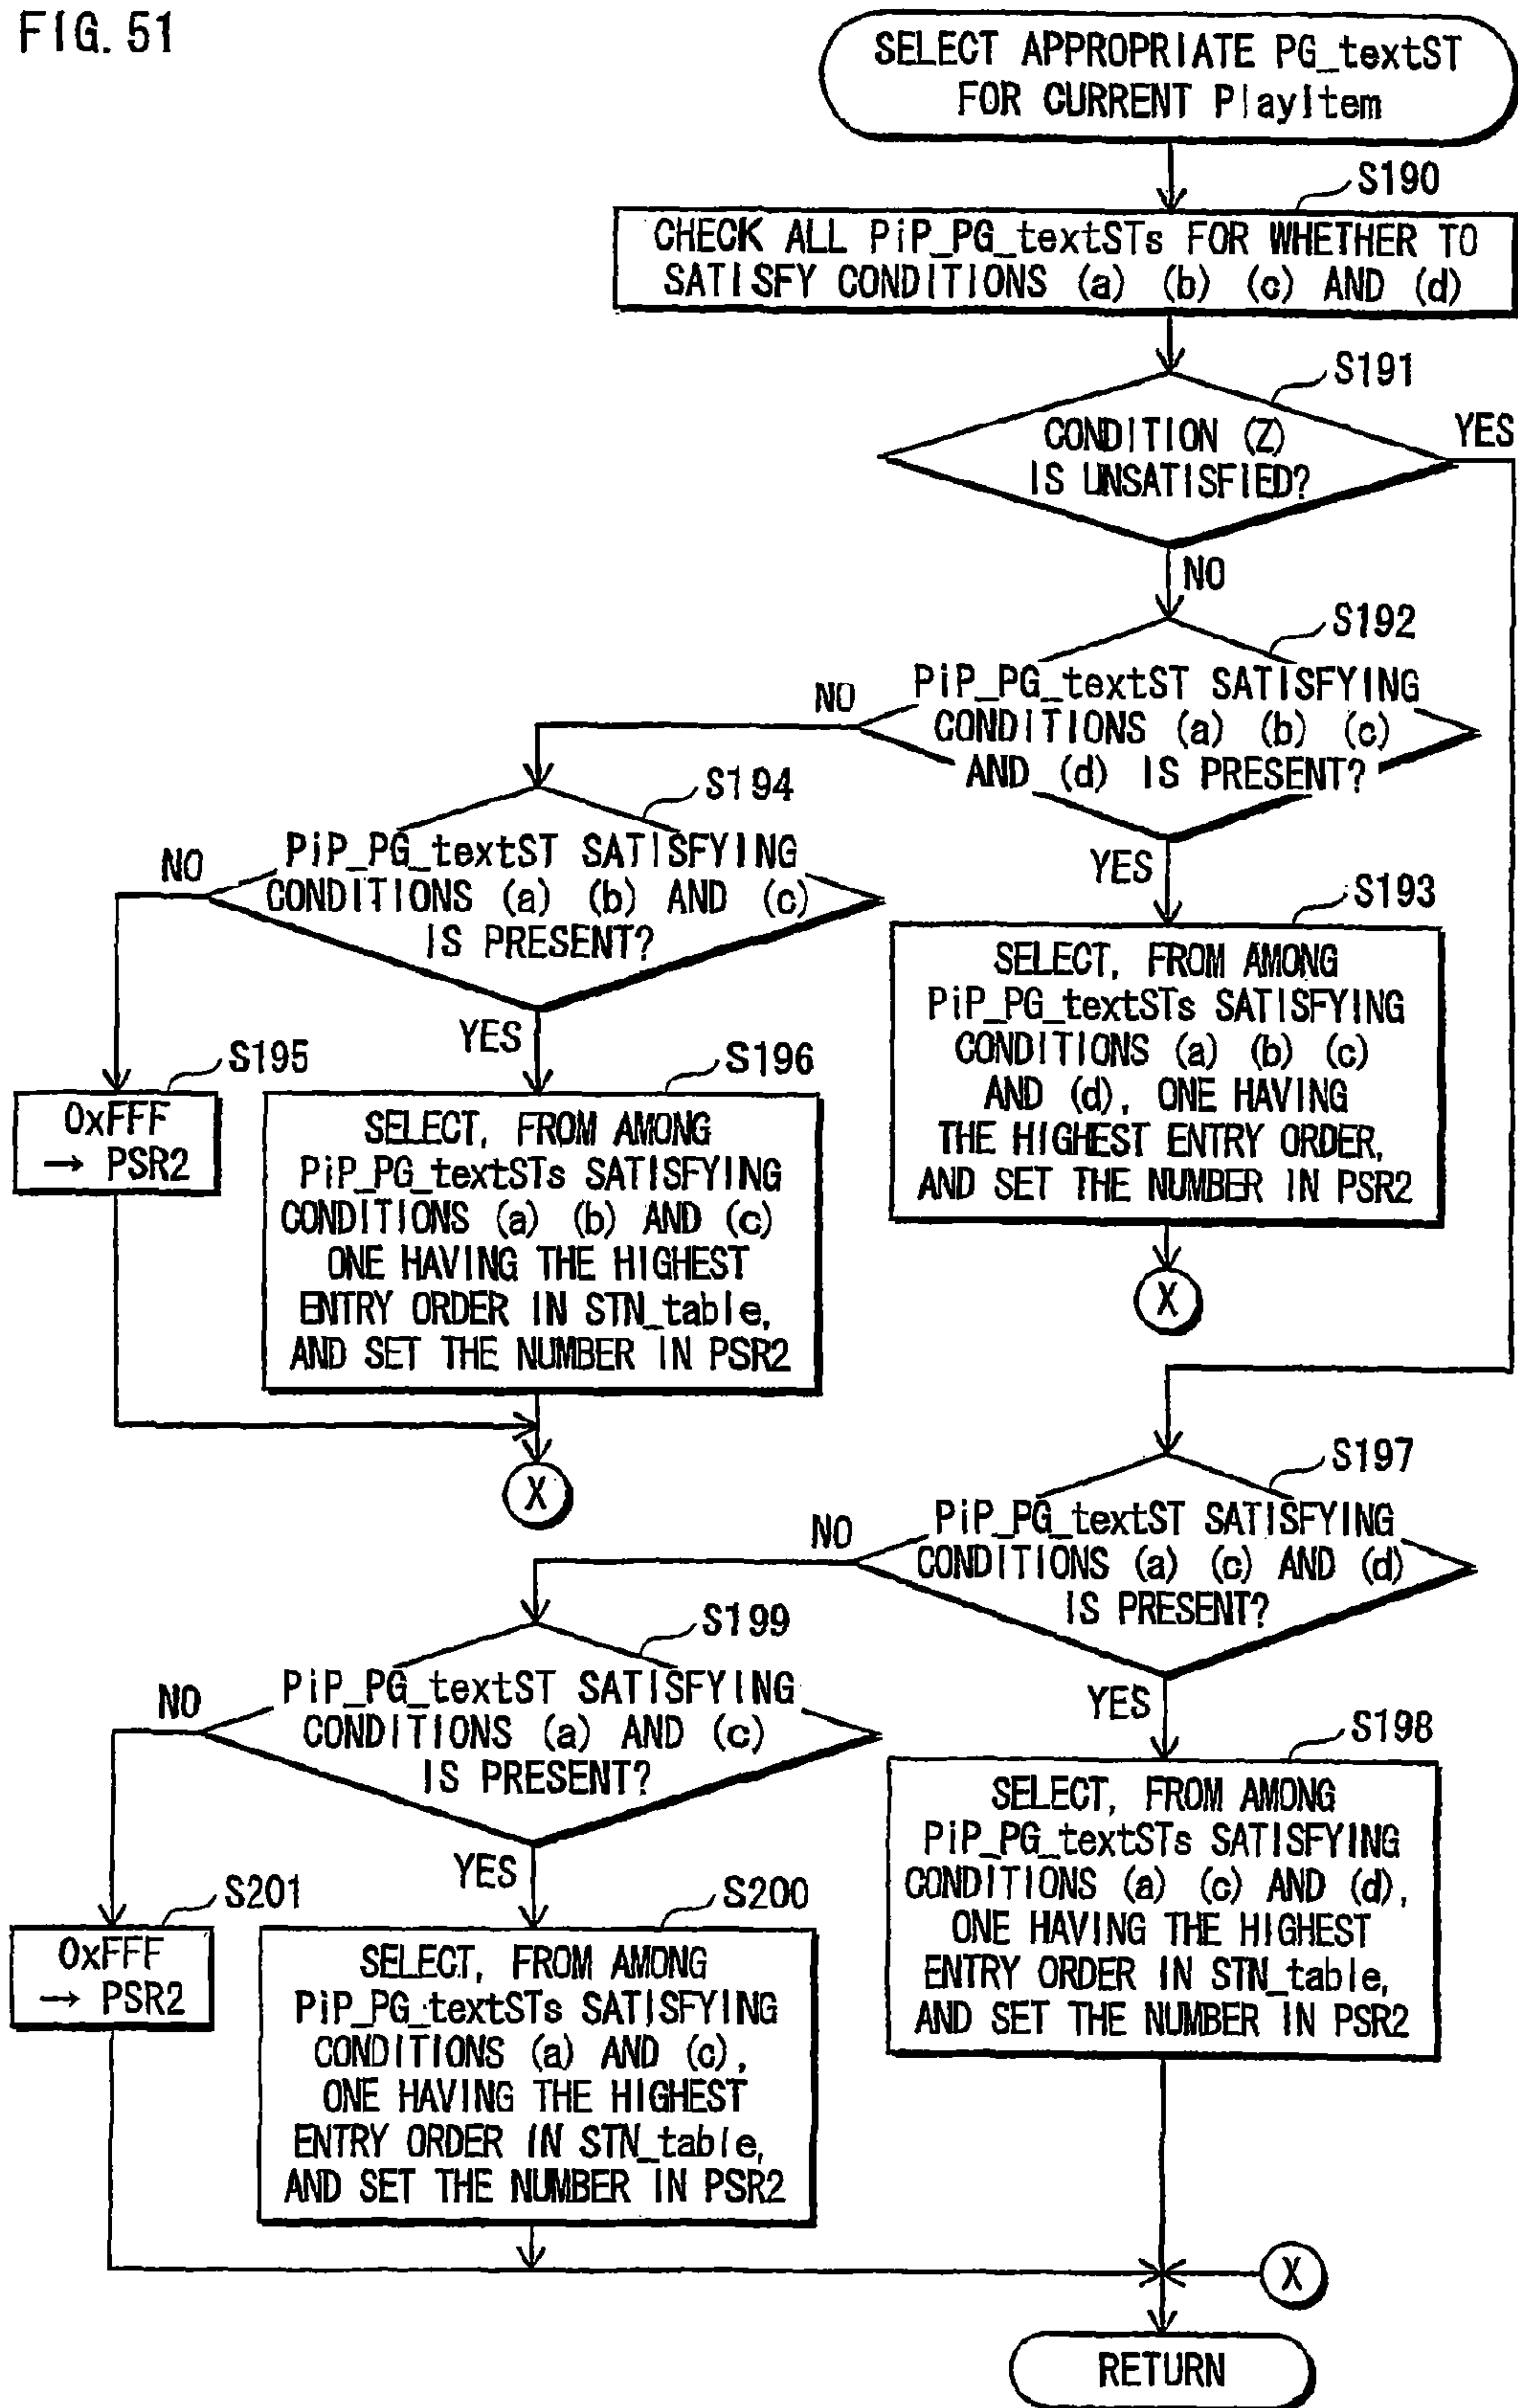 FIG. 51
SELECT APPROPRIATE PG_textST
FOR CURRENT PlayItem
S190
CHECK ALL PiP_PG_textSTs FOR WHETHER TO
SATISFY CONDITIONS (a) (b) (c) AND (d)
S191
CONDITION (Z)
IS UNSATISFIED?
YES
NO
S192
PiP_PG_textST SATISFYING
CONDITIONS (a) (b) (c)
AND (d) IS PRESENT?
NO
YES
S194
PiP_PG_textST SATISFYING
CONDITIONS (a) (b) AND (c)
IS PRESENT?
NO
YES
S193
SELECT, FROM AMONG
PiP_PG_textSTs SATISFYING
CONDITIONS (a) (b) (c)
AND (d), ONE HAVING
THE HIGHEST ENTRY ORDER,
AND SET THE NUMBER IN PSR2
X
S195
0xFFF
→ PSR2
S196
SELECT, FROM AMONG
PiP_PG_textSTs SATISFYING
CONDITIONS (a) (b) AND (c)
ONE HAVING THE HIGHEST
ENTRY ORDER IN STN_table,
AND SET THE NUMBER IN PSR2
X
S197
PiP_PG_textST SATISFYING
CONDITIONS (a) (c) AND (d)
IS PRESENT?
NO
YES
S199
PiP_PG_textST SATISFYING
CONDITIONS (a) AND (c)
IS PRESENT?
NO
YES
S198
SELECT, FROM AMONG
PiP_PG_textSTs SATISFYING
CONDITIONS (a) (c) AND (d),
ONE HAVING THE HIGHEST
ENTRY ORDER IN STN_table,
AND SET THE NUMBER IN PSR2
S201
0xFFF
→ PSR2
S200
SELECT, FROM AMONG
PiP_PG_textSTs SATISFYING
CONDITIONS (a) AND (c),
ONE HAVING THE HIGHEST
ENTRY ORDER IN STN_table,
AND SET THE NUMBER IN PSR2
X
RETURN